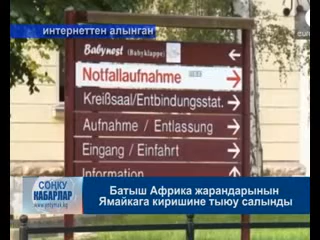 интернеттен алынган
Babynest (Babyklappe)
Notfallaufnahme
Kreißsaal/Entbindungsstat.
Aufnahme / Entlassung
Eingang / Einfahrt
Information
СОҢКУ
КАБАРЛАР
Батыш Африка жарандарынын
Ямайкага киришине тыюу салынды